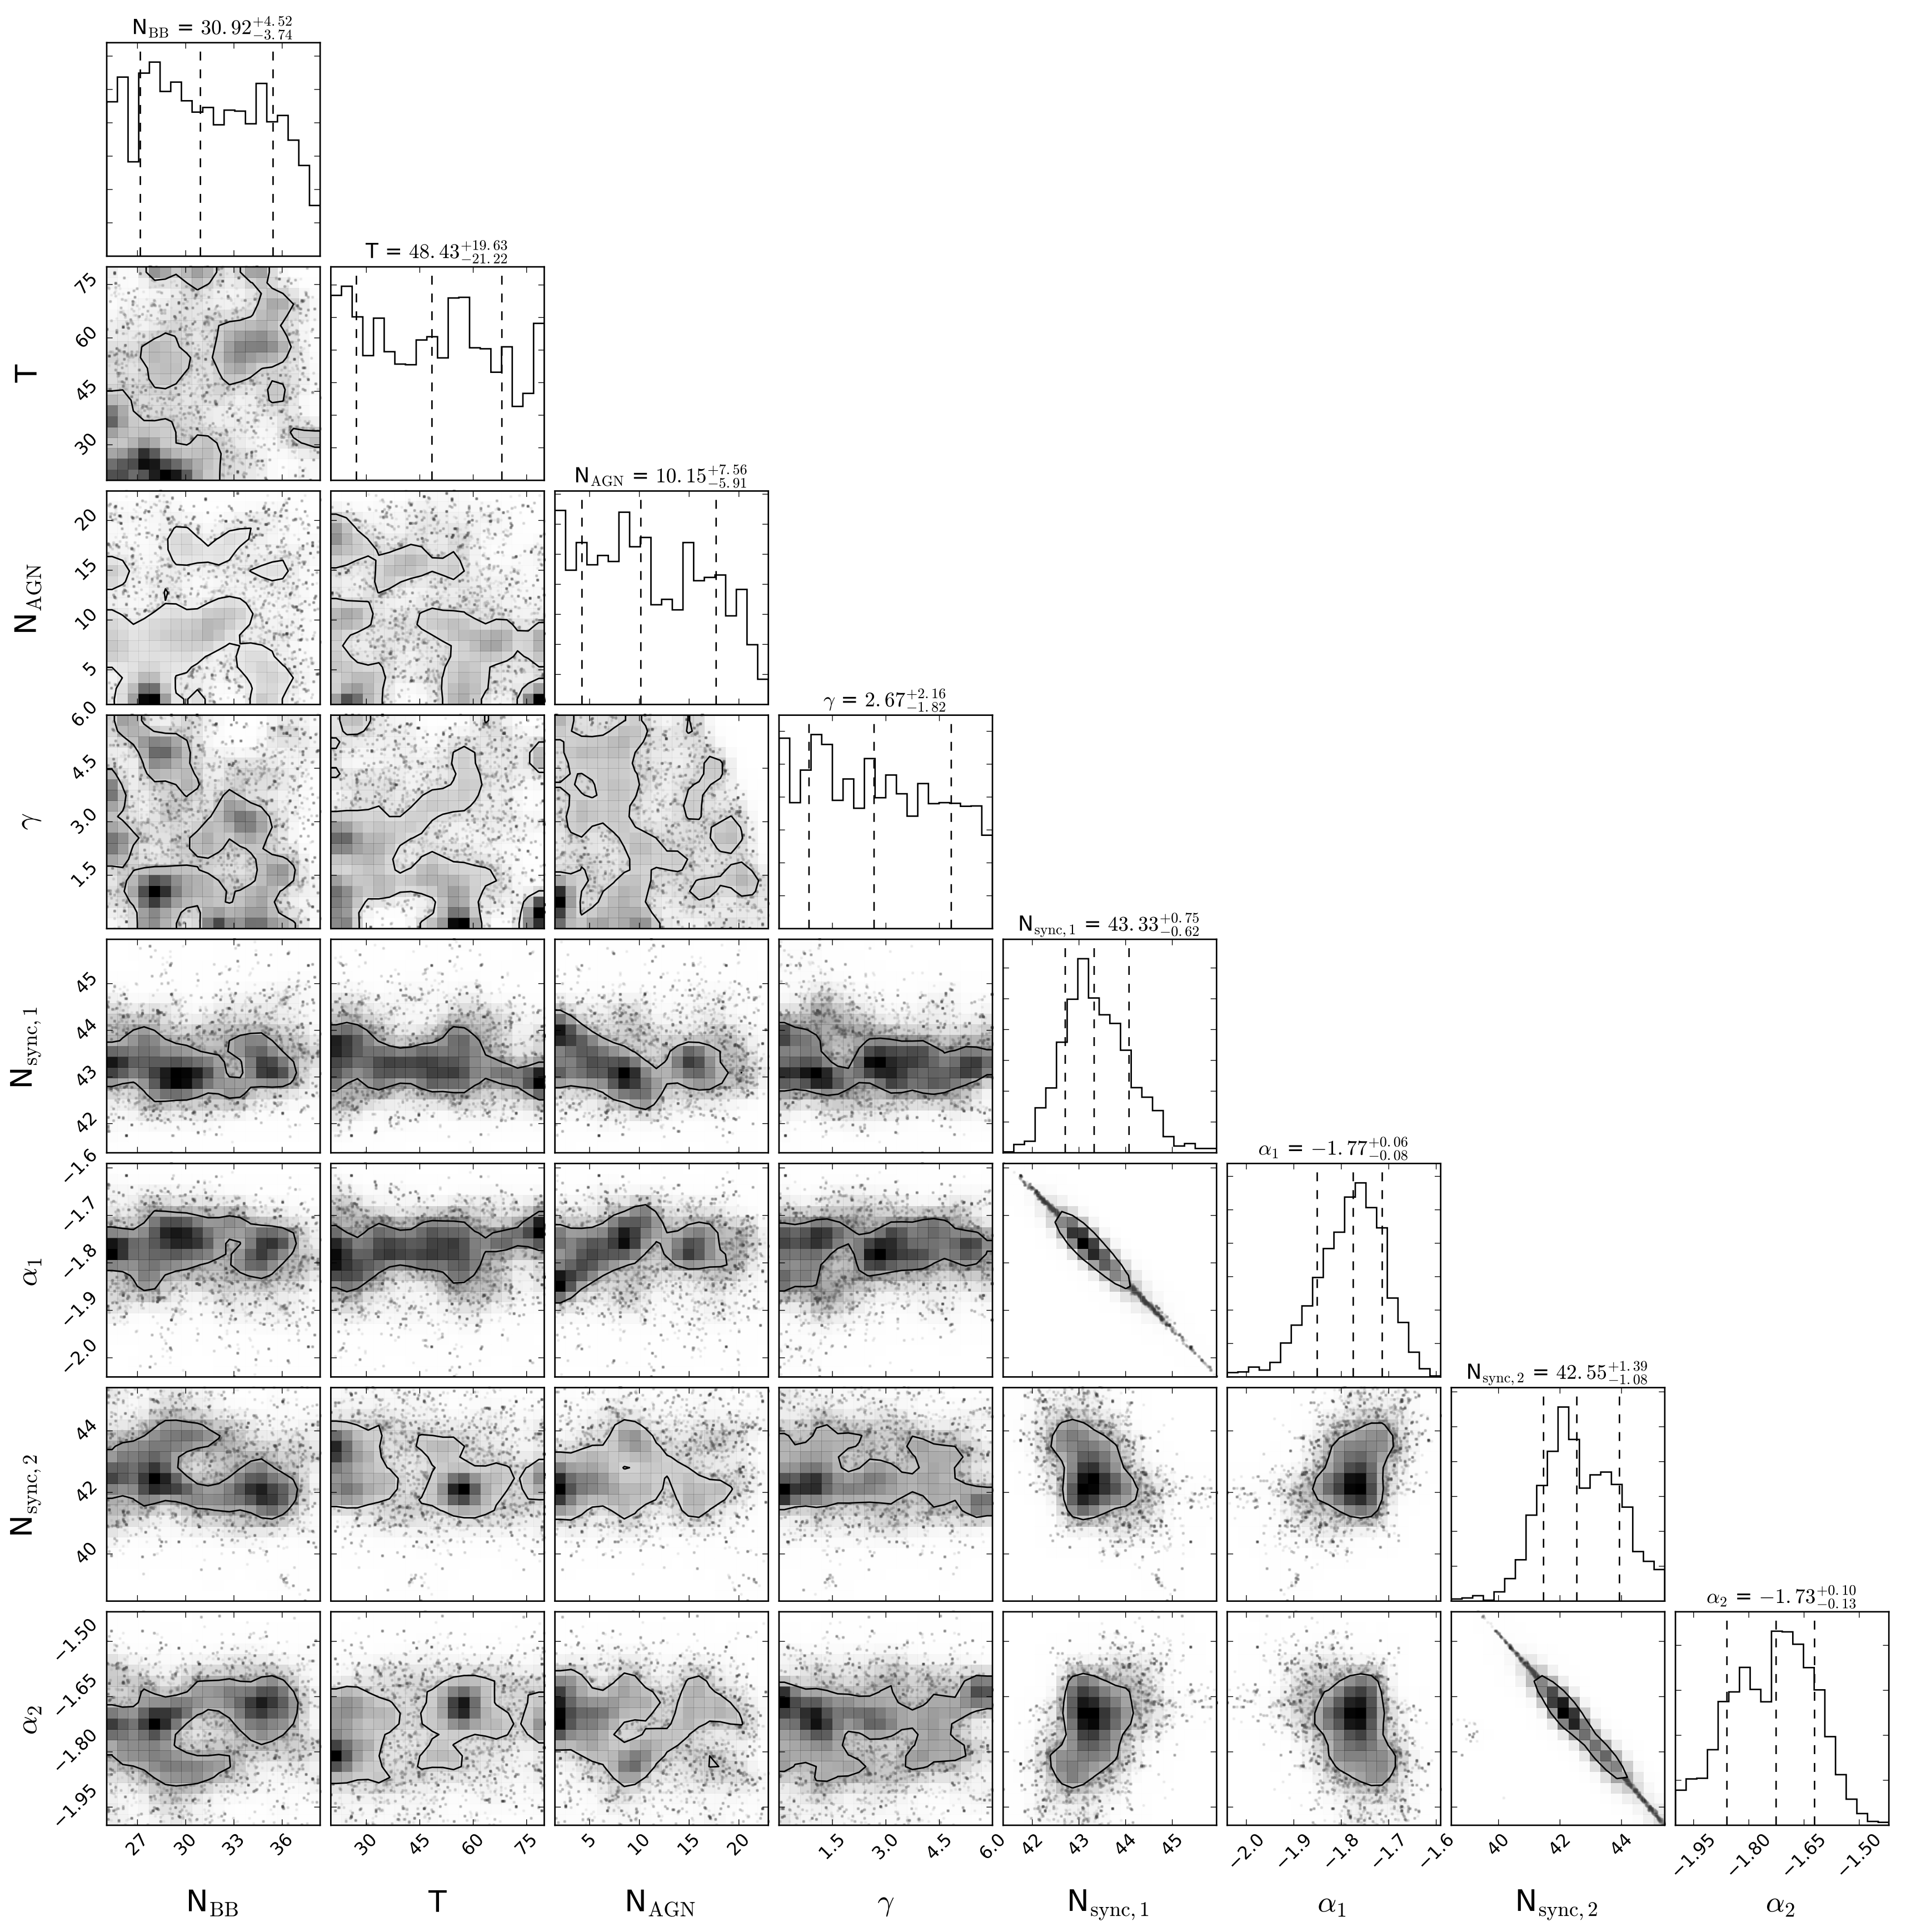 N_BB = 30.92 +4.52 −3.74
T = 48.43 +19.63 −21.22
75
60
45
30
T
N_AGN = 10.15 +7.56 −5.91
20
15
10
5
N_AGN
γ = 2.67 +2.16 −1.82
6.0
4.5
3.0
1.5
γ
N_sync,1 = 43.33 +0.75 −0.62
45
44
43
42
N_sync,1
α_1 = −1.77 +0.06 −0.08
−1.6
−1.7
−1.8
−1.9
−2.0
α_1
N_sync,2 = 42.55 +1.39 −1.08
44
42
40
N_sync,2
α_2 = −1.73 +0.10 −0.13
−1.50
−1.65
−1.80
−1.95
α_2
27 30 33 36 30 45 60 75 5 10 15 20 1.5 3.0 4.5 6.0 42 43 44 45 −2.0 −1.9 −1.8 −1.7 −1.6 40 42 44 −1.95 −1.80 −1.65 −1.50
N_BB T N_AGN γ N_sync,1 α_1 N_sync,2 α_2